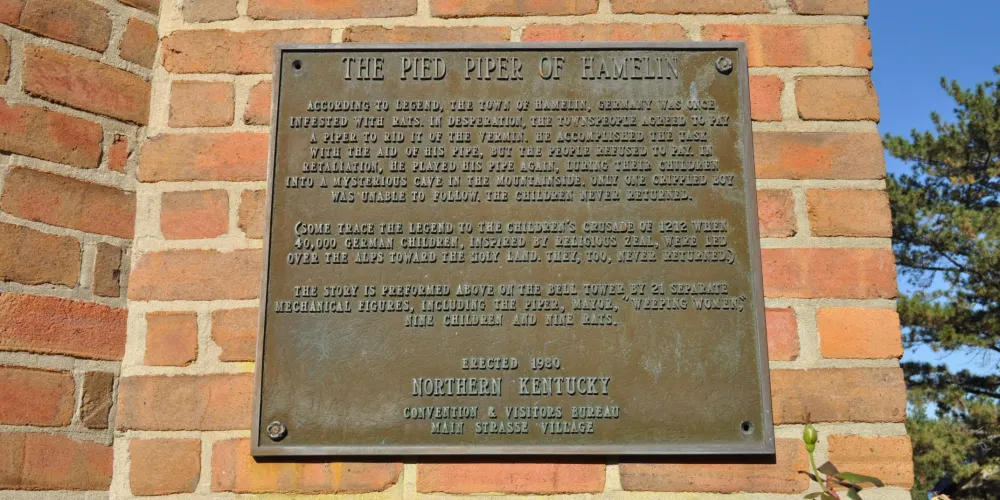 THE PIED PIPER OF HAMELIN
ACCORDING TO LEGEND, THE TOWN OF HAMELIN, GERMANY WAS ONCE
INFESTED WITH RATS. IN DESPERATION, THE TOWNSPEOPLE AGREED TO PAY
A PIPER TO RID IT OF THE VERMIN. HE ACCOMPLISHED THE TASK
WITH THE AID OF HIS PIPE, BUT THE PEOPLE REFUSED TO PAY. IN
RETALIATION, HE PLAYED HIS PIPE AGAIN, LURING THEIR CHILDREN
INTO A MYSTERIOUS CAVE IN THE MOUNTAINSIDE. ONLY ONE CRIPPLED BOY
WAS UNABLE TO FOLLOW. THE CHILDREN NEVER RETURNED.
(SOME TRACE THE LEGEND TO THE CHILDREN'S CRUSADE OF 1212 WHEN
40,000 GERMAN CHILDREN, INSPIRED BY RELIGIOUS ZEAL, WERE LED
OVER THE ALPS TOWARD THE HOLY LAND. THEY, TOO, NEVER RETURNED.)
THE STORY IS PREFORMED ABOVE ON THE BELL TOWER BY 21 SEPARATE
MECHANICAL FIGURES, INCLUDING THE PIPER, MAYOR, "WEEPING WOMEN,"
NINE CHILDREN AND NINE RATS.
ERECTED 1980
NORTHERN KENTUCKY
CONVENTION & VISITORS BUREAU
MAIN STRASSE VILLAGE